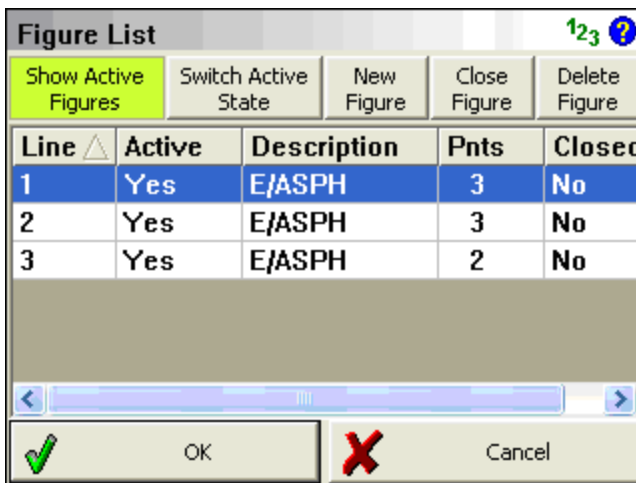 Figure List 123 ?
Show Active Figures Switch Active State New Figure Close Figure Delete Figure
Line Active Description Pnts Closed
1 Yes E/ASPH 3 No
2 Yes E/ASPH 3 No
3 Yes E/ASPH 2 No
OK Cancel